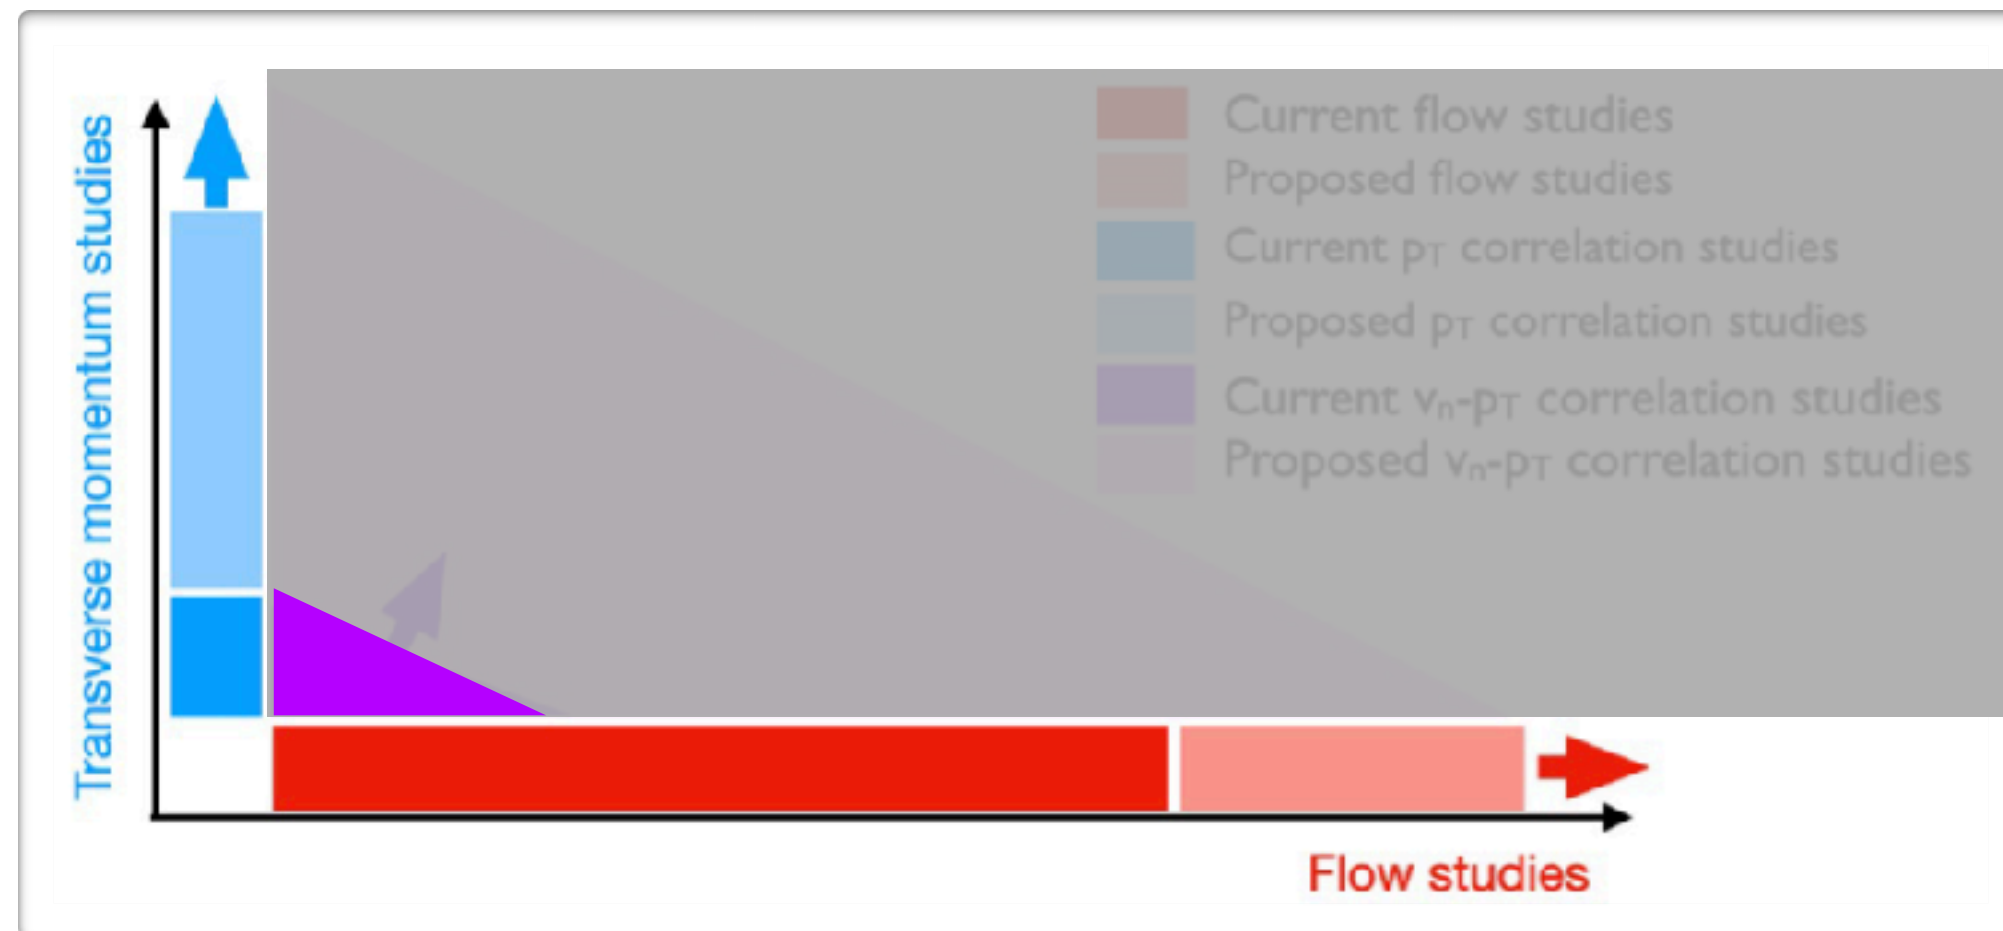 Transverse momentum studies
Current flow studies
Proposed flow studies
Current pT correlation studies
Proposed pT correlation studies
Current vn-pT correlation studies
Proposed vn-pT correlation studies
Flow studies